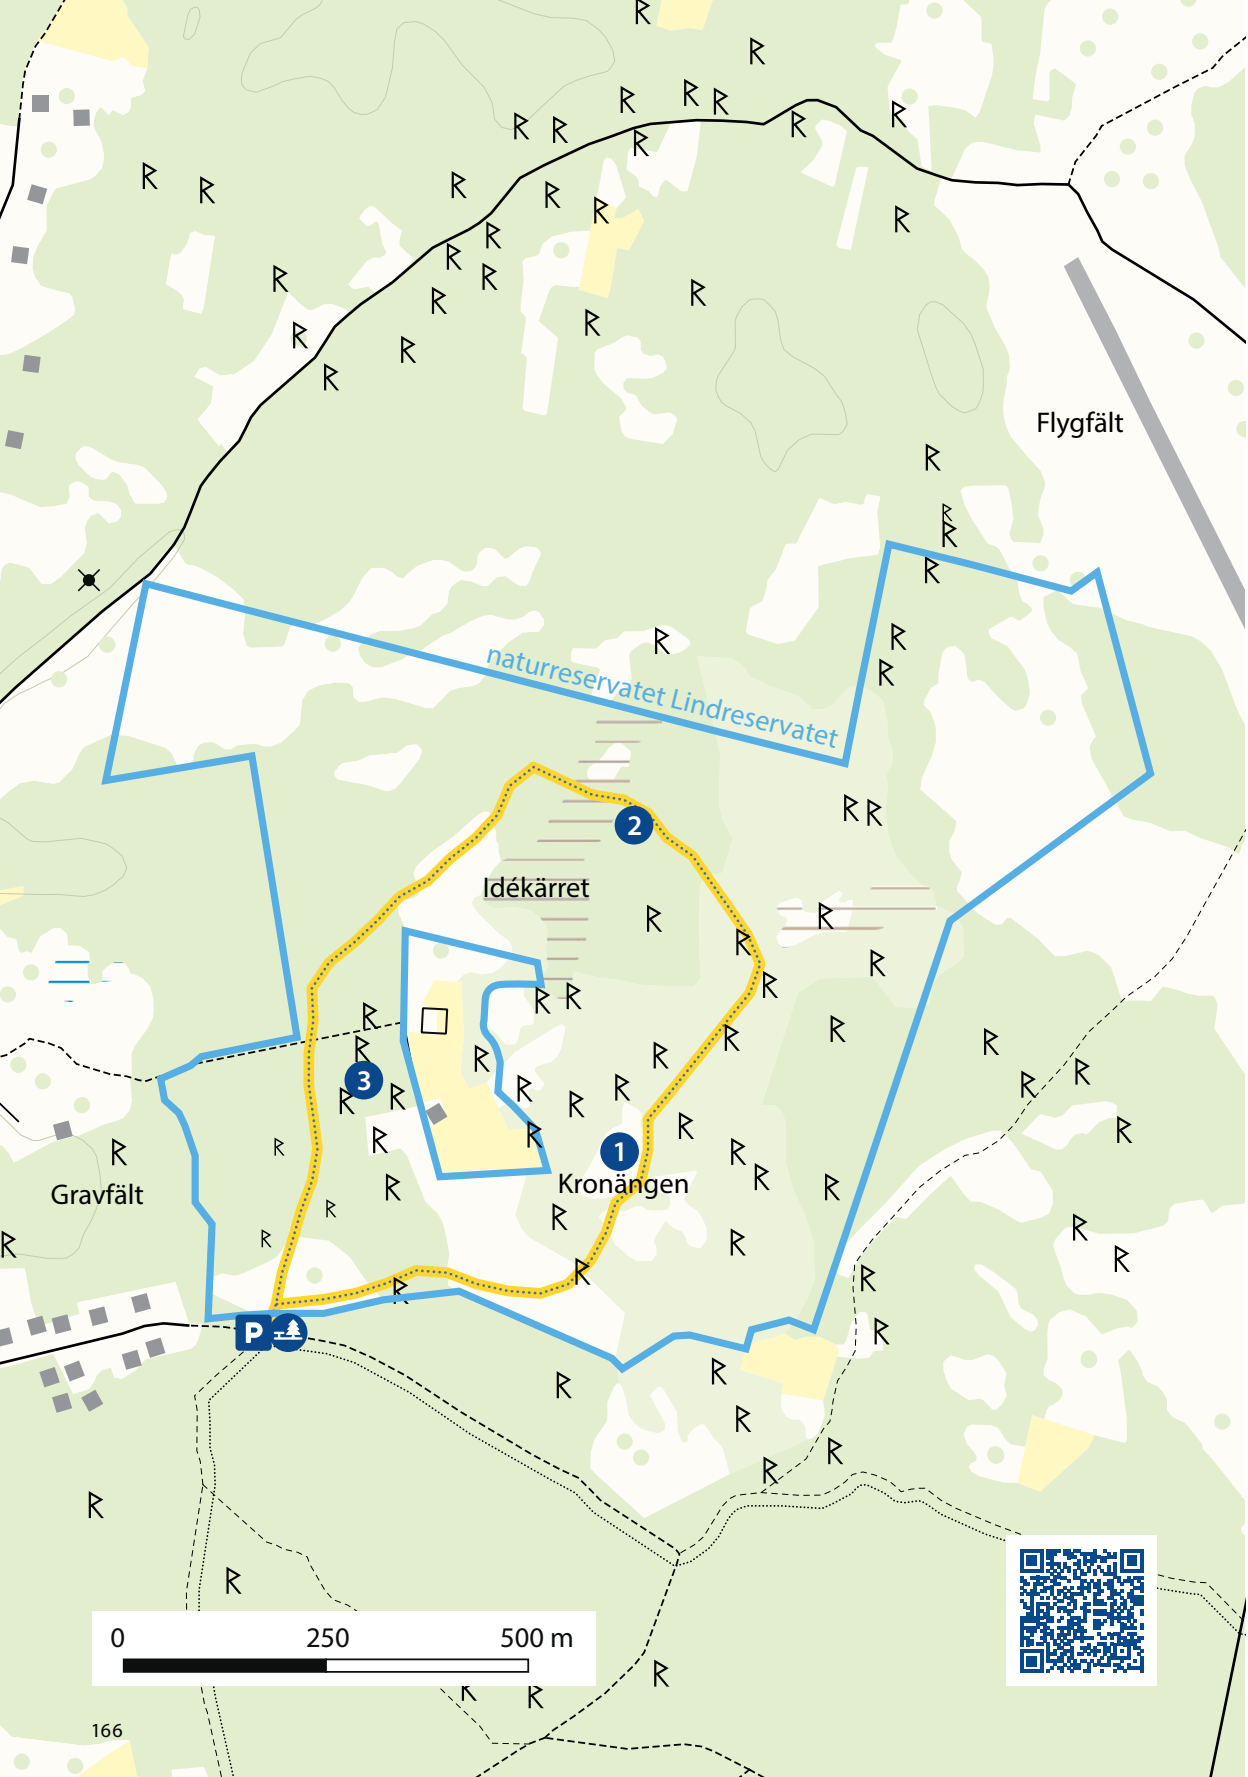 Flygfält
naturreservatet Lindreservatet
2
Idékärret
3
1
Kronängen
Gravfält
P
0 250 500 m
166